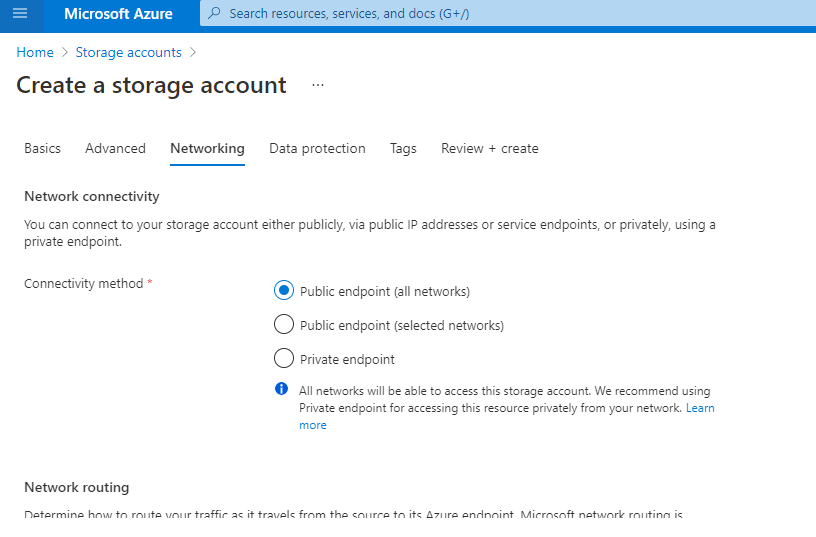 Microsoft Azure
Search resources, services, and docs (G+/)
Home > Storage accounts >
Create a storage account ...
Basics Advanced Networking Data protection Tags Review + create
Network connectivity
You can connect to your storage account either publicly, via public IP addresses or service endpoints, or privately, using a
private endpoint.
Connectivity method *
Public endpoint (all networks)
Public endpoint (selected networks)
Private endpoint
All networks will be able to access this storage account. We recommend using
Private endpoint for accessing this resource privately from your network. Learn
more
Network routing
Determine how to route your traffic as it travels from the source to its Azure endpoint. Microsoft network routing is